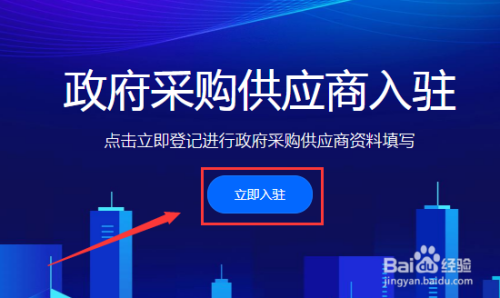 政府采购供应商入驻
点击立即登记进行政府采购供应商资料填写
立即入驻
Bai度经验
jingyan.baidu.com